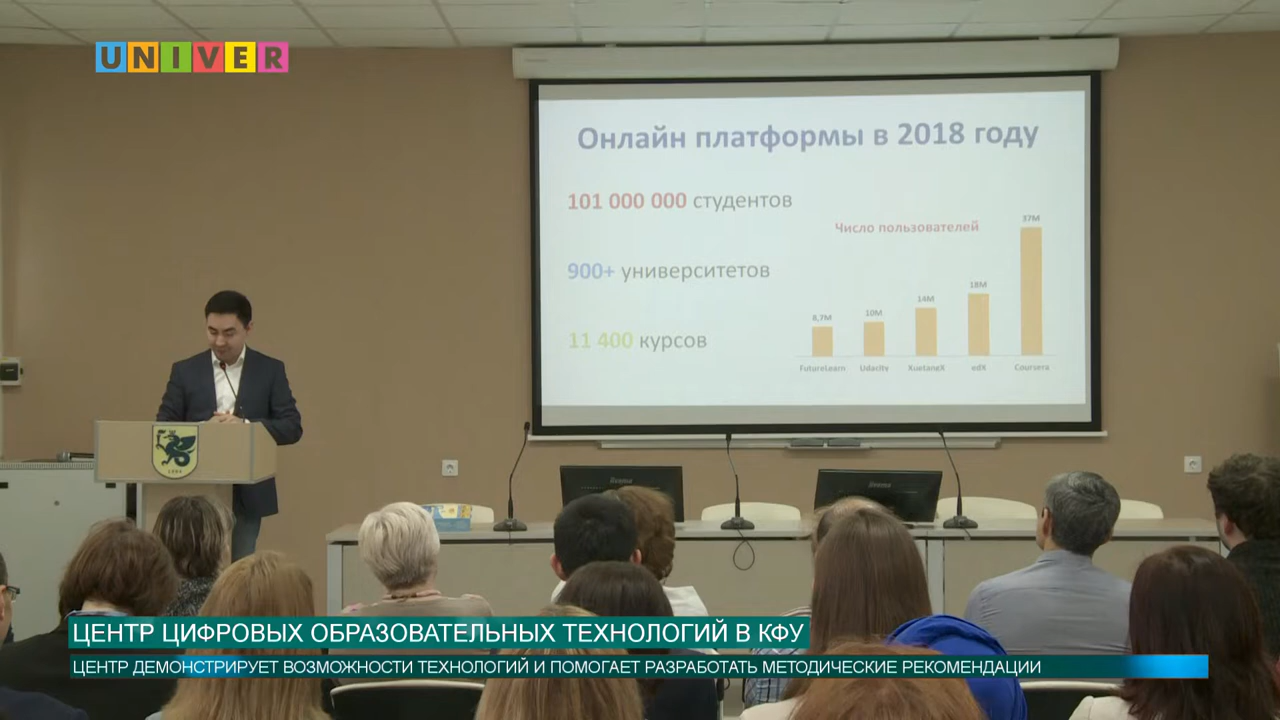 UNIVER
Онлайн платформы в 2018 году
101 000 000 студентов
Число пользователей
900+ университетов
11 400 курсов
37M
18M
14M
10M
8,7M
FutureLearn Udacity XuetangX edX Coursera
1804
ЦЕНТР ЦИФРОВЫХ ОБРАЗОВАТЕЛЬНЫХ ТЕХНОЛОГИЙ В КФУ
ЦЕНТР ДЕМОНСТРИРУЕТ ВОЗМОЖНОСТИ ТЕХНОЛОГИЙ И ПОМОГАЕТ РАЗРАБОТАТЬ МЕТОДИЧЕСКИЕ РЕКОМЕНДАЦИИ